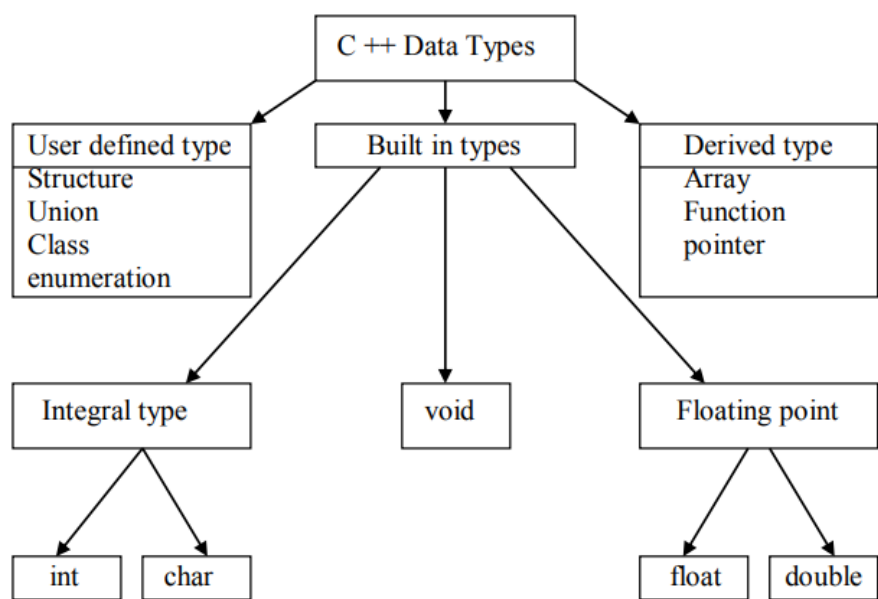 C ++ Data Types
User defined type
Structure
Union
Class
enumeration
Built in types
Derived type
Array
Function
pointer
Integral type
void
Floating point
int
char
float
double